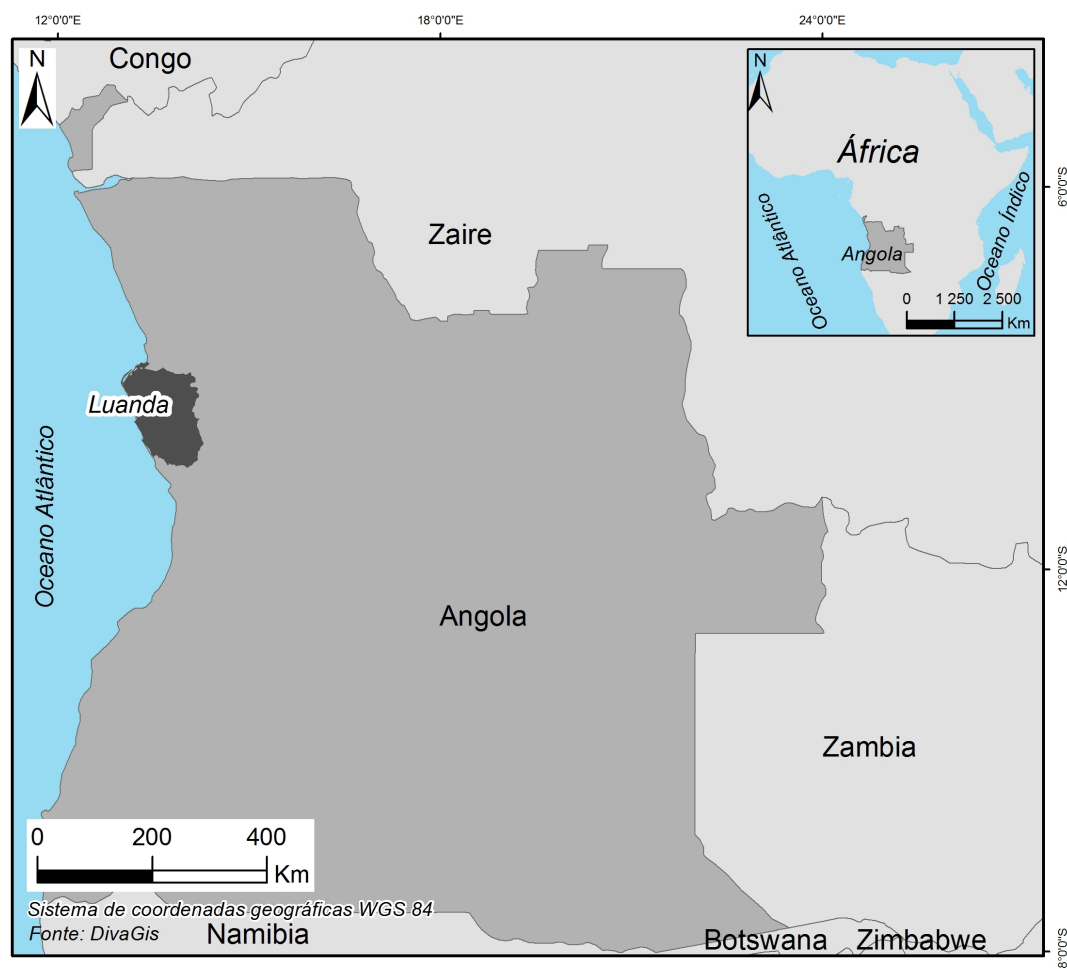 12°0'0"E
18°0'0"E
24°0'0"E
N
Congo
N
África
Oceano Atlântico
Oceano Índico
Angola
0 1 250 2 500
Km
6°0'0"S
Zaire
Luanda
Oceano Atlântico
12°0'0"S
Angola
Zambia
0 200 400
Km
Sistema de coordenadas geográficas WGS 84
Fonte: DivaGis
Namibia
Botswana
Zimbabwe
8°0'0"S